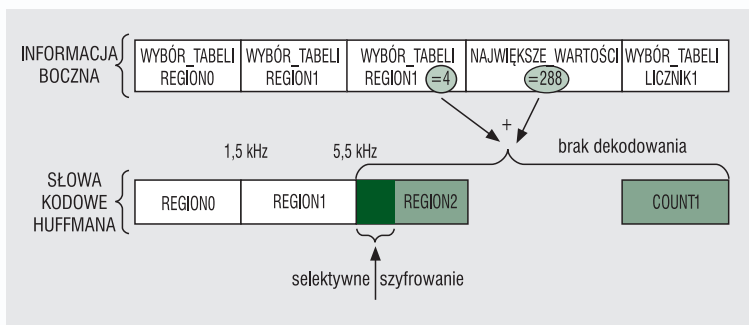 INFORMACJA
BOCZNA
WYBÓR_TABELI
REGION0
WYBÓR_TABELI
REGION1
WYBÓR_TABELI
REGION1 =4
NAJWIĘKSZE_WARTOŚCI
=288
WYBÓR_TABELI
LICZNIK1
+
1,5 kHz
5,5 kHz
brak dekodowania
SŁOWA
KODOWE
HUFFMANA
REGION0
REGION1
REGION2
COUNT1
selektywne szyfrowanie